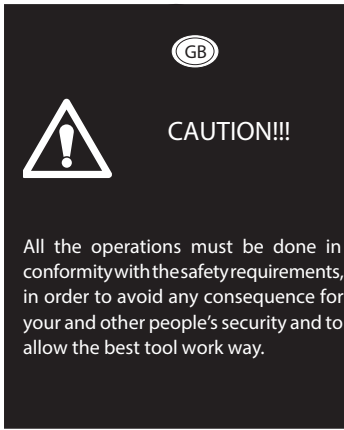 GB
CAUTION!!!
All the operations must be done in
conformity with the safety requirements,
in order to avoid any consequence for
your and other people's security and to
allow the best tool work way.